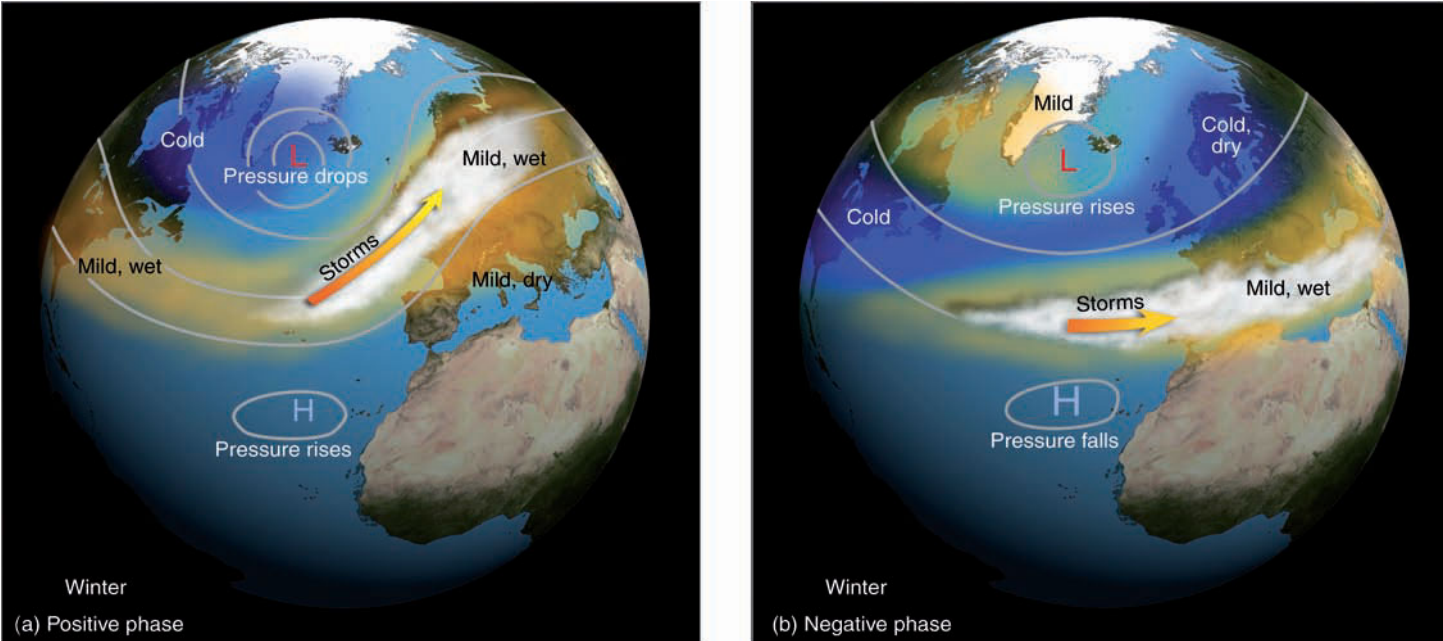 Cold
L
Pressure drops
Mild, wet
Storms
Mild, wet
Mild, dry
H
Pressure rises
Winter
(a) Positive phase
Mild
Cold,
dry
L
Pressure rises
Cold
Storms
Mild, wet
H
Pressure falls
Winter
(b) Negative phase